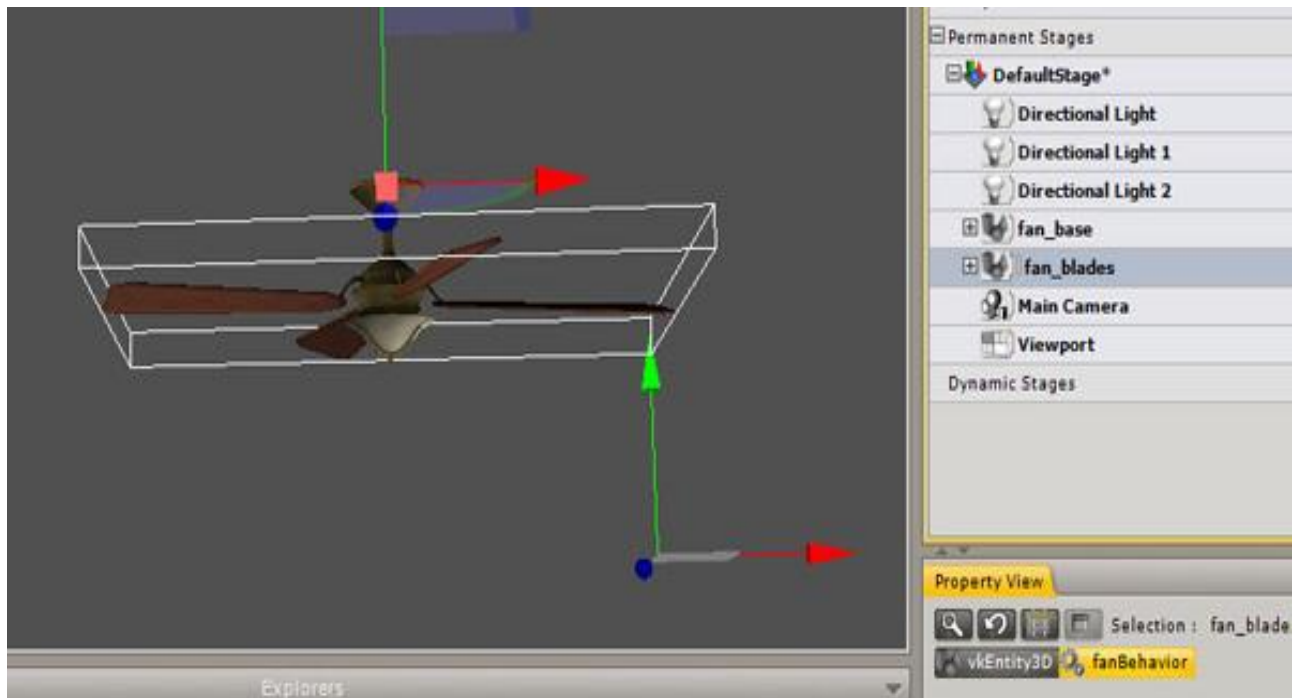 Permanent Stages
DefaultStage*
Directional Light
Directional Light 1
Directional Light 2
fan_base
fan_blades
Main Camera
Viewport
Dynamic Stages
Property View
Selection : fan_blade
vkEntity3D fanBehavior
Explorers